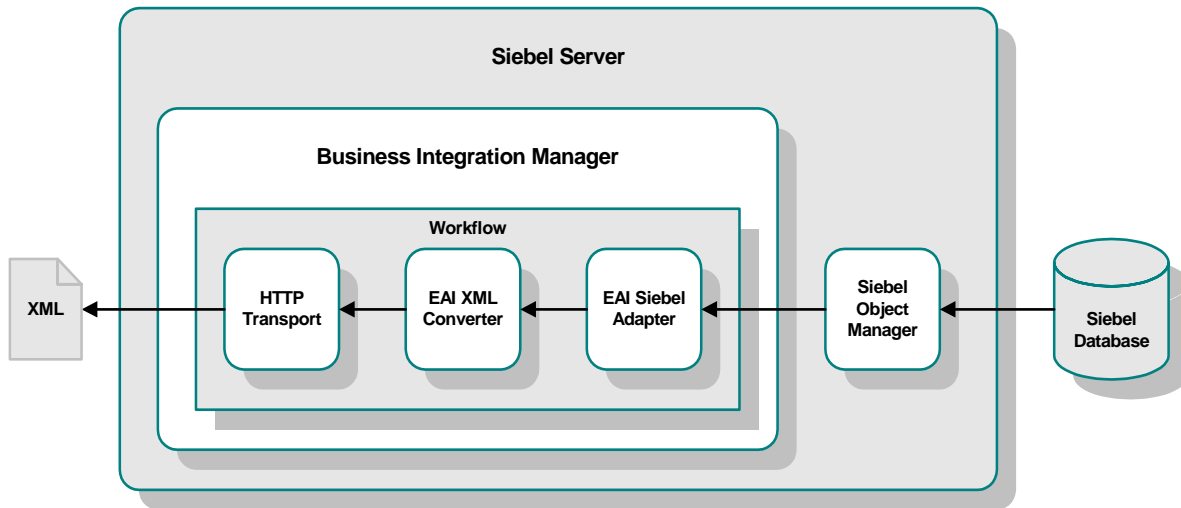 Siebel Server
Business Integration Manager
Workflow
XML
HTTP
Transport
EAI XML
Converter
EAI Siebel
Adapter
Siebel
Object
Manager
Siebel
Database